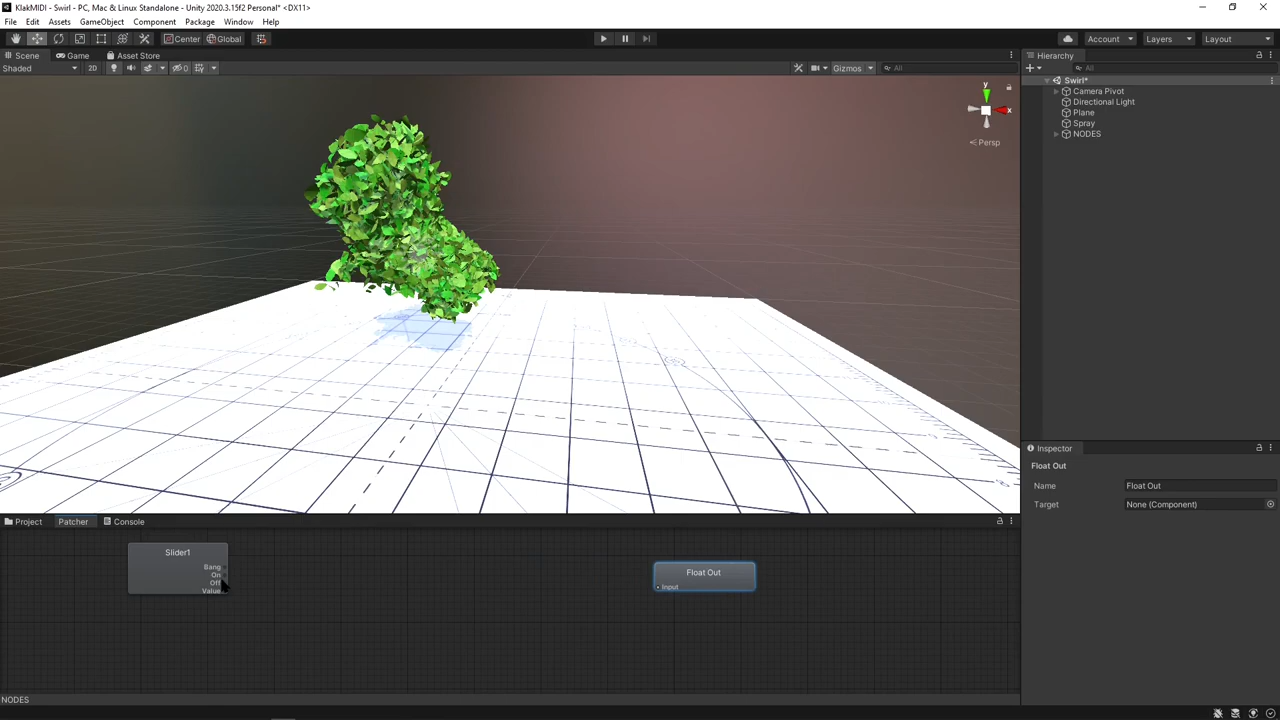 KlakMIDI - Swirl - PC, Mac & Linux Standalone - Unity 2020.3.15f2 Personal* <DX11>
File Edit Assets GameObject Component Package Window Help
Center Global
Account Layers Layout
Scene Game Asset Store
Shaded 2D 0 Gizmos All
y
x
Persp
Hierarchy
All
Swirl*
Camera Pivot
Directional Light
Plane
Spray
NODES
Inspector
Float Out
Name Float Out
Target None (Component)
Project Patcher Console
Slider1
Bang
On
Off
Value
Float Out
Input
NODES